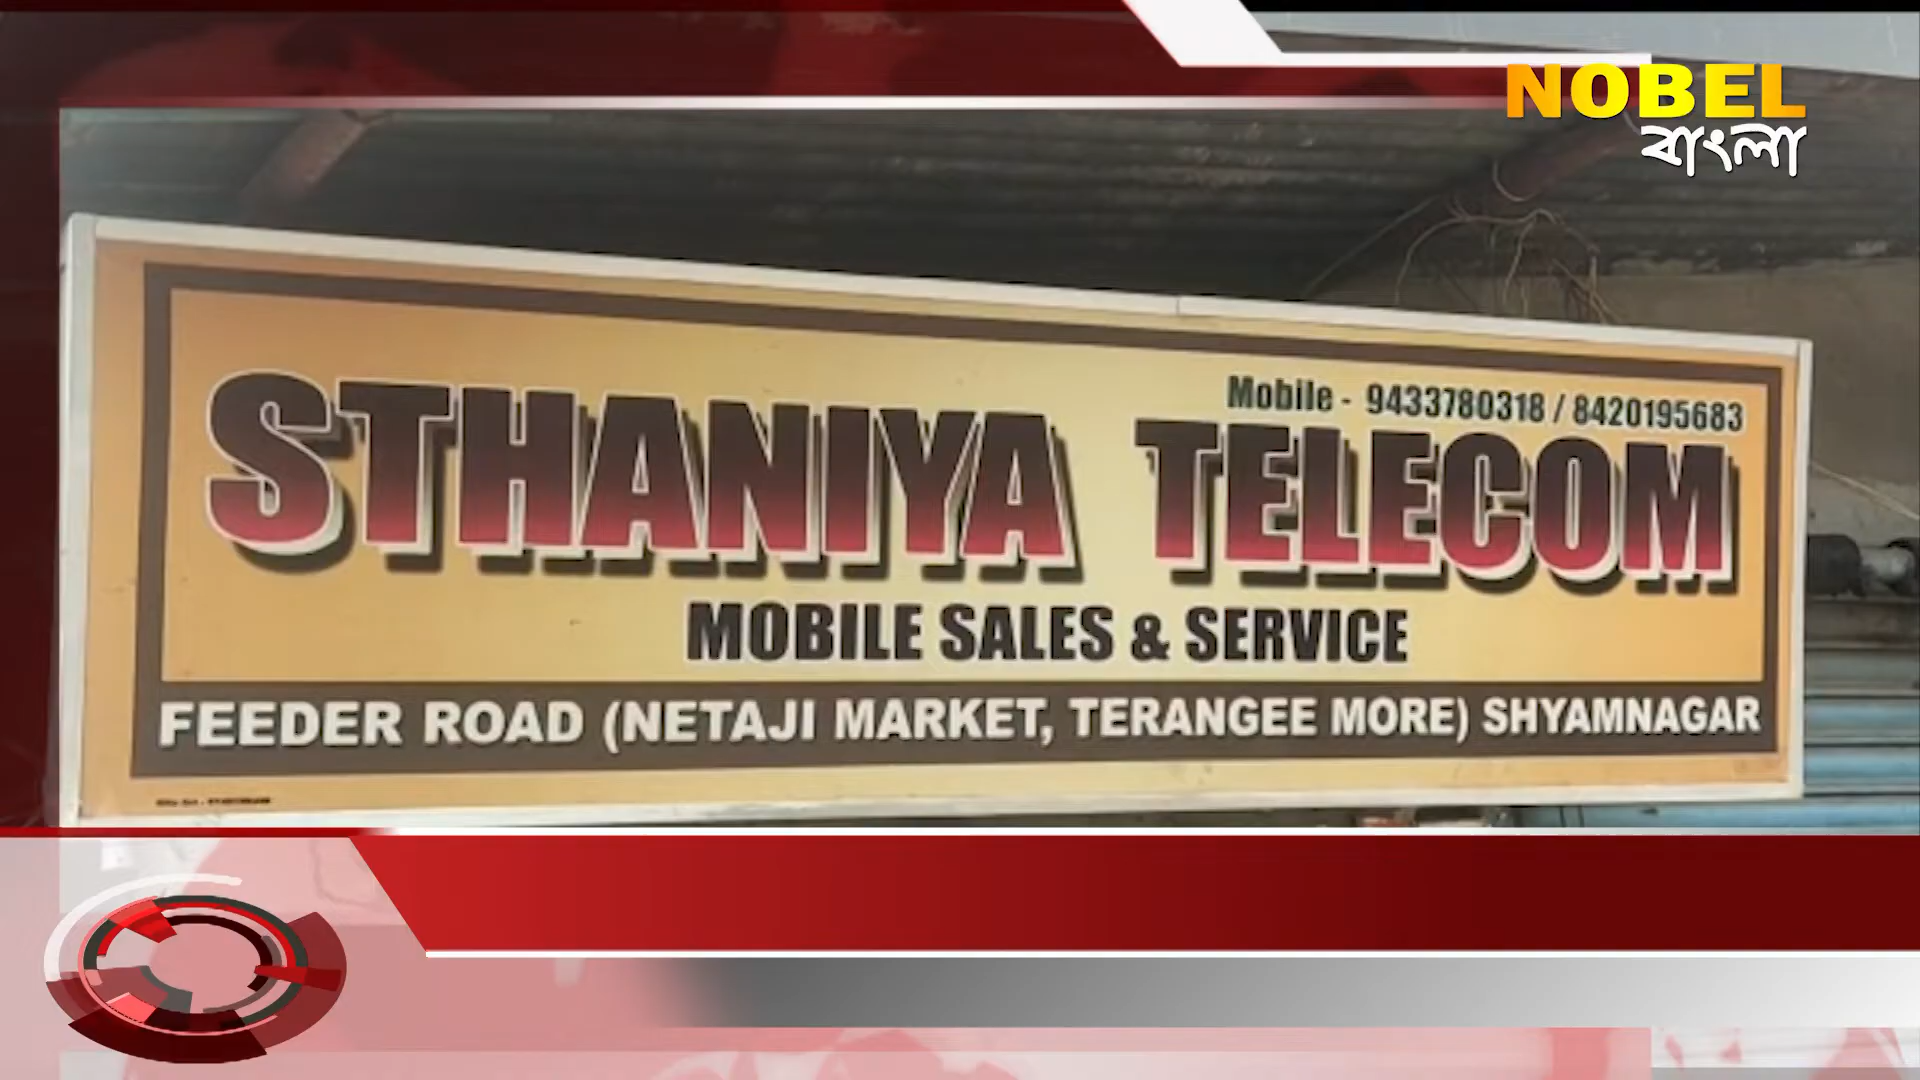 NOBEL
বাংলা
Mobile - 9433780318 / 8420195683
STHANIYA TELECOM
MOBILE SALES & SERVICE
FEEDER ROAD (NETAJI MARKET, TERANGEE MORE) SHYAMNAGAR